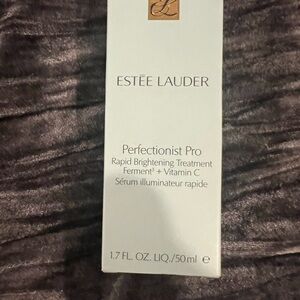 EL
ESTĒE LAUDER
Perfectionist Pro
Rapid Brightening Treatment
Ferment² + Vitamin C
Sérum illuminateur rapide
1.7 FL. OZ. LIQ./50 ml ℮